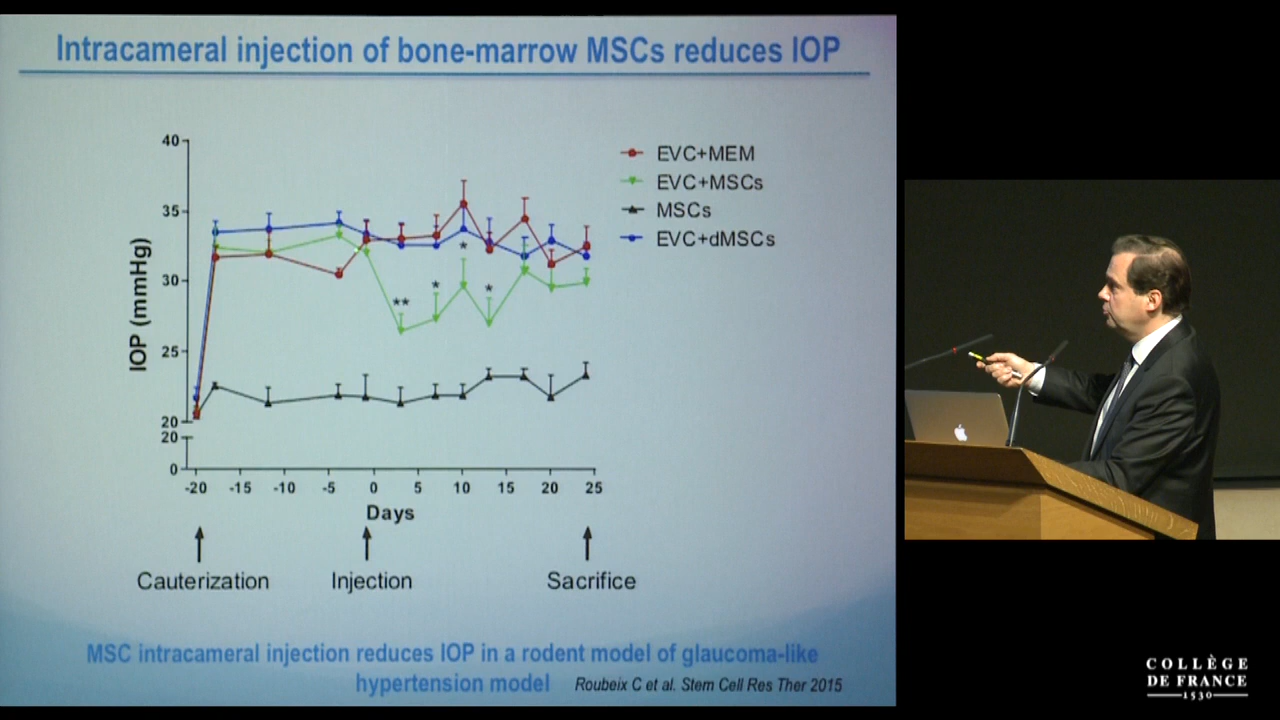 Intracameral injection of bone-marrow MSCs reduces IOP
40
35
30
25
20
20
0
IOP (mmHg)
** * * *
EVC+MEM
EVC+MSCs
MSCs
EVC+dMSCs
-20 -15 -10 -5 0 5 10 15 20 25
Days
Cauterization Injection Sacrifice
MSC intracameral injection reduces IOP in a rodent model of glaucoma-like
hypertension model Roubeix C et al. Stem Cell Res Ther 2015
COLLÈGE
DE FRANCE
1530